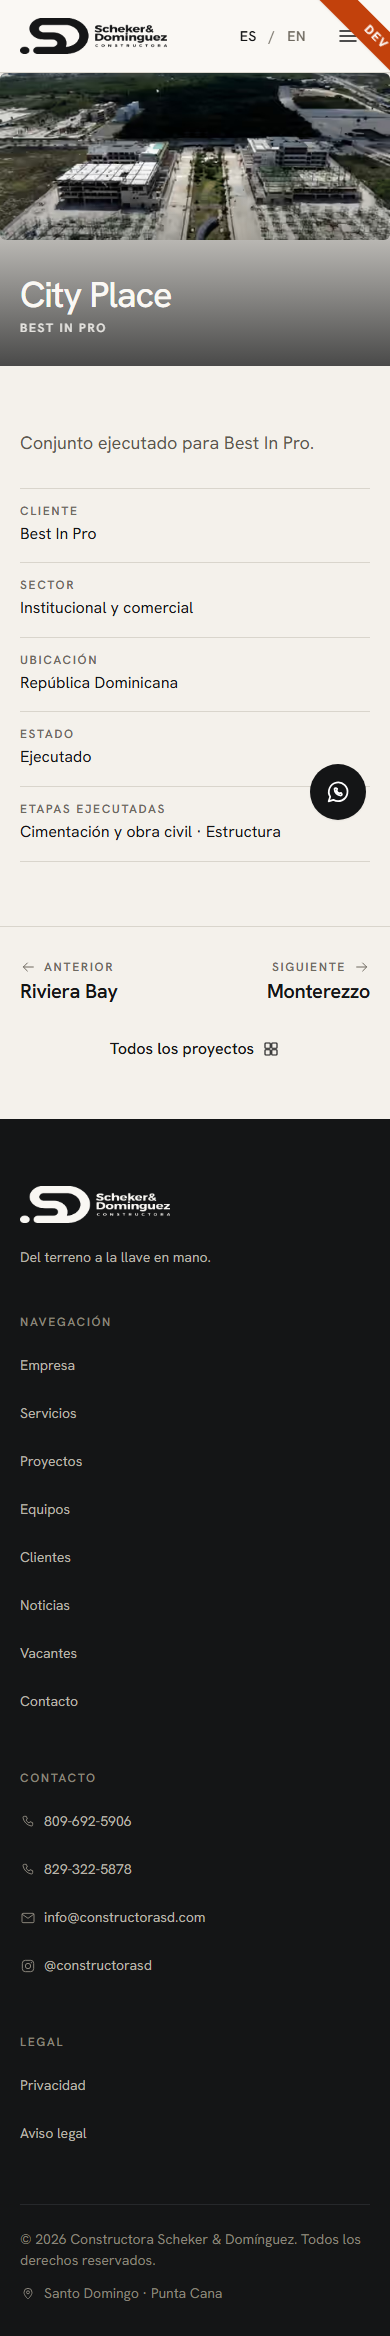 Scheker&
Dominguez
CONSTRUCTORA
ES / EN
DEV
City Place
BEST IN PRO
Conjunto ejecutado para Best In Pro.
CLIENTE
Best In Pro
SECTOR
Institucional y comercial
UBICACIÓN
República Dominicana
ESTADO
Ejecutado
ETAPAS EJECUTADAS
Cimentación y obra civil · Estructura
ANTERIOR
Riviera Bay
SIGUIENTE
Monterezzo
Todos los proyectos
Scheker&
Dominguez
CONSTRUCTORA
Del terreno a la llave en mano.
NAVEGACIÓN
Empresa
Servicios
Proyectos
Equipos
Clientes
Noticias
Vacantes
Contacto
CONTACTO
809-692-5906
829-322-5878
info@constructorasd.com
@constructorasd
LEGAL
Privacidad
Aviso legal
© 2026 Constructora Scheker & Domínguez. Todos los
derechos reservados.
Santo Domingo · Punta Cana